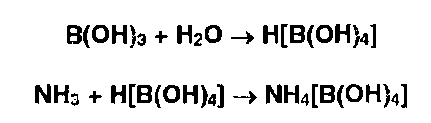 B(OH)₃ + H₂O → H[B(OH)₄]
NH₃ + H[B(OH)₄] → NH₄[B(OH)₄]